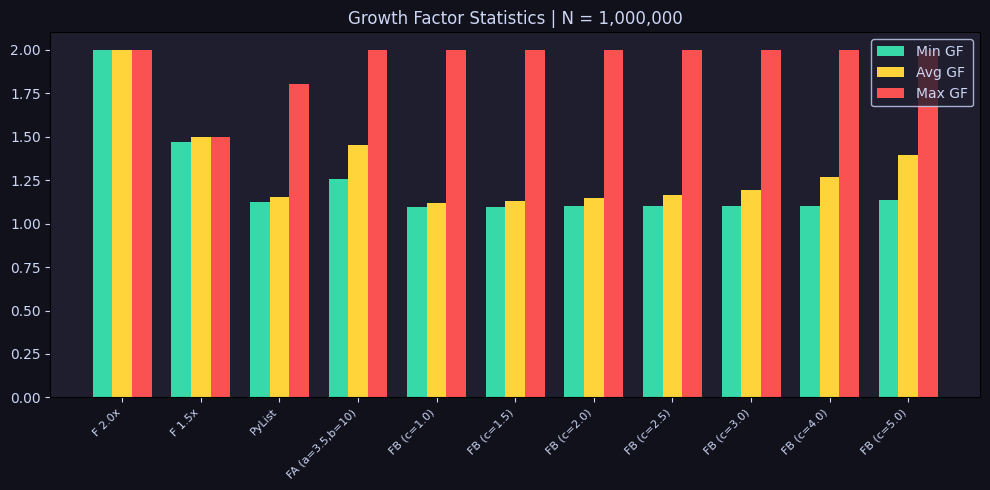 Growth Factor Statistics | N = 1,000,000
Min GF
Avg GF
Max GF
2.00
1.75
1.50
1.25
1.00
0.75
0.50
0.25
0.00
F 2.0x
F 1.5x
PyList
FA (a=3.5,b=10)
FB (c=1.0)
FB (c=1.5)
FB (c=2.0)
FB (c=2.5)
FB (c=3.0)
FB (c=4.0)
FB (c=5.0)